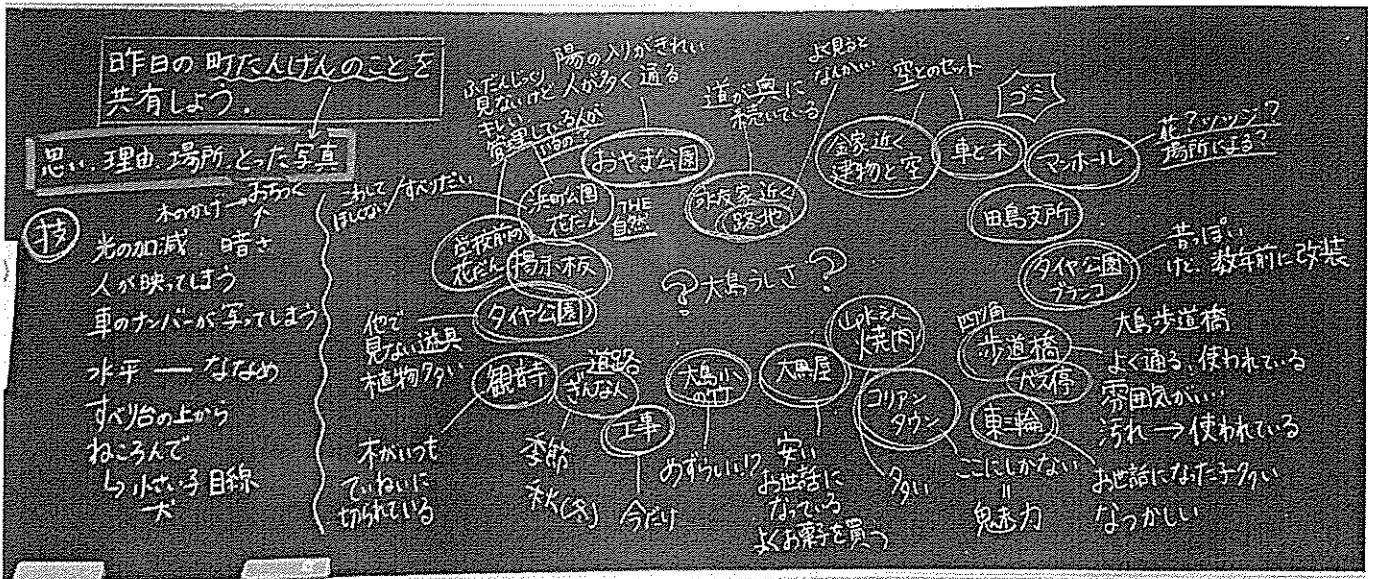 昨日の町たんけんのことを
共有しよう.
思い、理由、場所、とった写真
技
木のかげ→おちつく
光の加減、暗さ
人が映ってしまう
車のナンバーが写ってしまう
水平 ― ななめ
すべり台の上から
ねころんで
↳ 小さい子目線
犬
こわして
ほしくない
すべりだい
ふだんじっくり
見ないけど
キレい
管理している人が
いるの?
学校前の
花だん
浜町公園
花だん
掲示板
タイヤ公園
他で
見ない遊具
植物多い
陽の入りがきれい
人が多く通る
おやま公園
THE
自然
道が奥に
続いている
よく見ると
なんかいい
家近く
路地
空とのセット
家近く
建物と空
車と木
ゴミ
マンホール
花?ツツジ?
場所による?
田島支所
タイヤ公園
ブランコ
昔っぽい
けど、数年前に改装
?大島らしさ?
観音寺
木がいつも
ていねいに
切られている
道路
ぎんなん
季節
秋(冬)
工事
今だけ
大島小
の竹
めずらしい!?
大黒屋
安い
お世話に
なっている
よくお菓子を買う
焼肉
コリアン
タウン
多い
ここにしかない
=
魅力
四ツ角
歩道橋
バス停
大島歩道橋
よく通る、使われている
雰囲気がいい…
汚れ→使われている
東三輪
お世話になった子多い
なつかしい